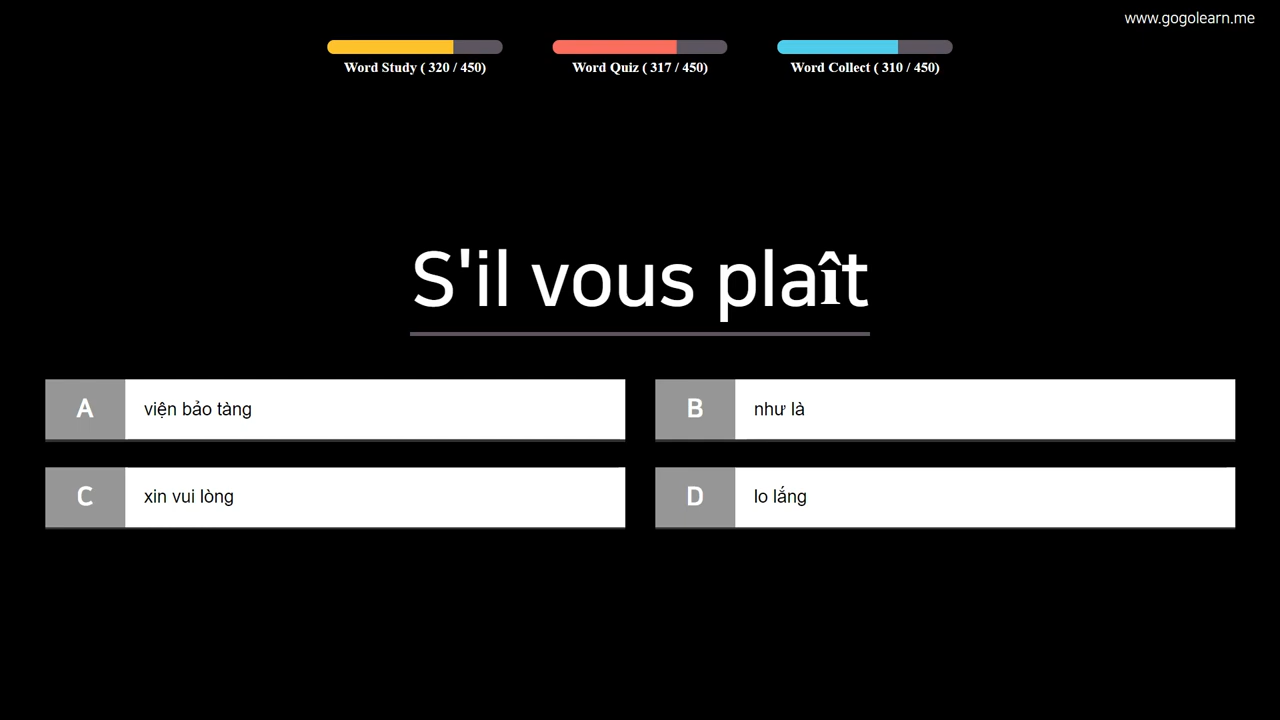 www.gogolearn.me
Word Study ( 320 / 450)
Word Quiz ( 317 / 450)
Word Collect ( 310 / 450)
S'il vous plaît
A viện bảo tàng
B như là
C xin vui lòng
D lo lắng